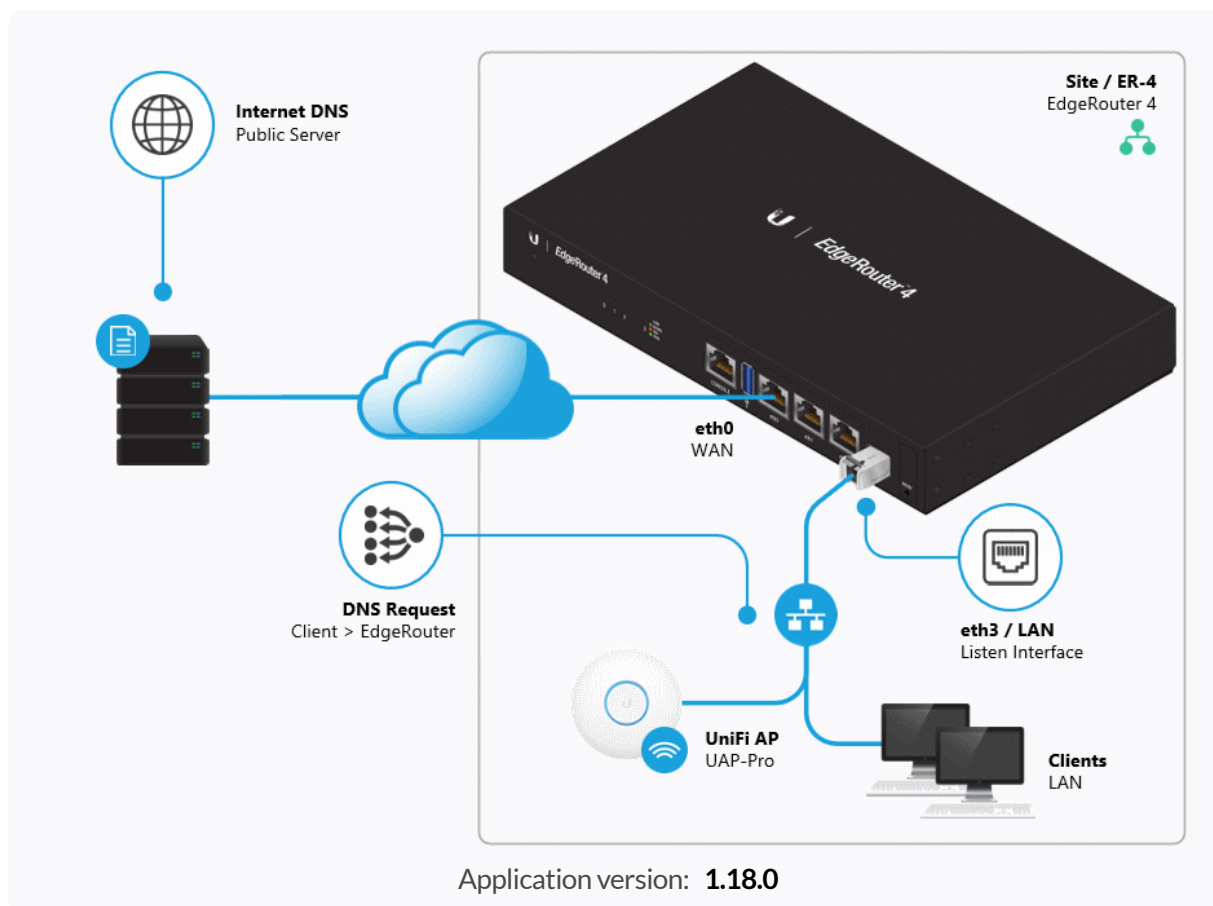 Internet DNS
Public Server
Site / ER-4
EdgeRouter 4
EdgeRouter 4
EdgeRouter 4
CONSOLE
eth0
WAN
DNS Request
Client > EdgeRouter
eth3 / LAN
Listen Interface
UniFi AP
UAP-Pro
Clients
LAN
Application version: 1.18.0